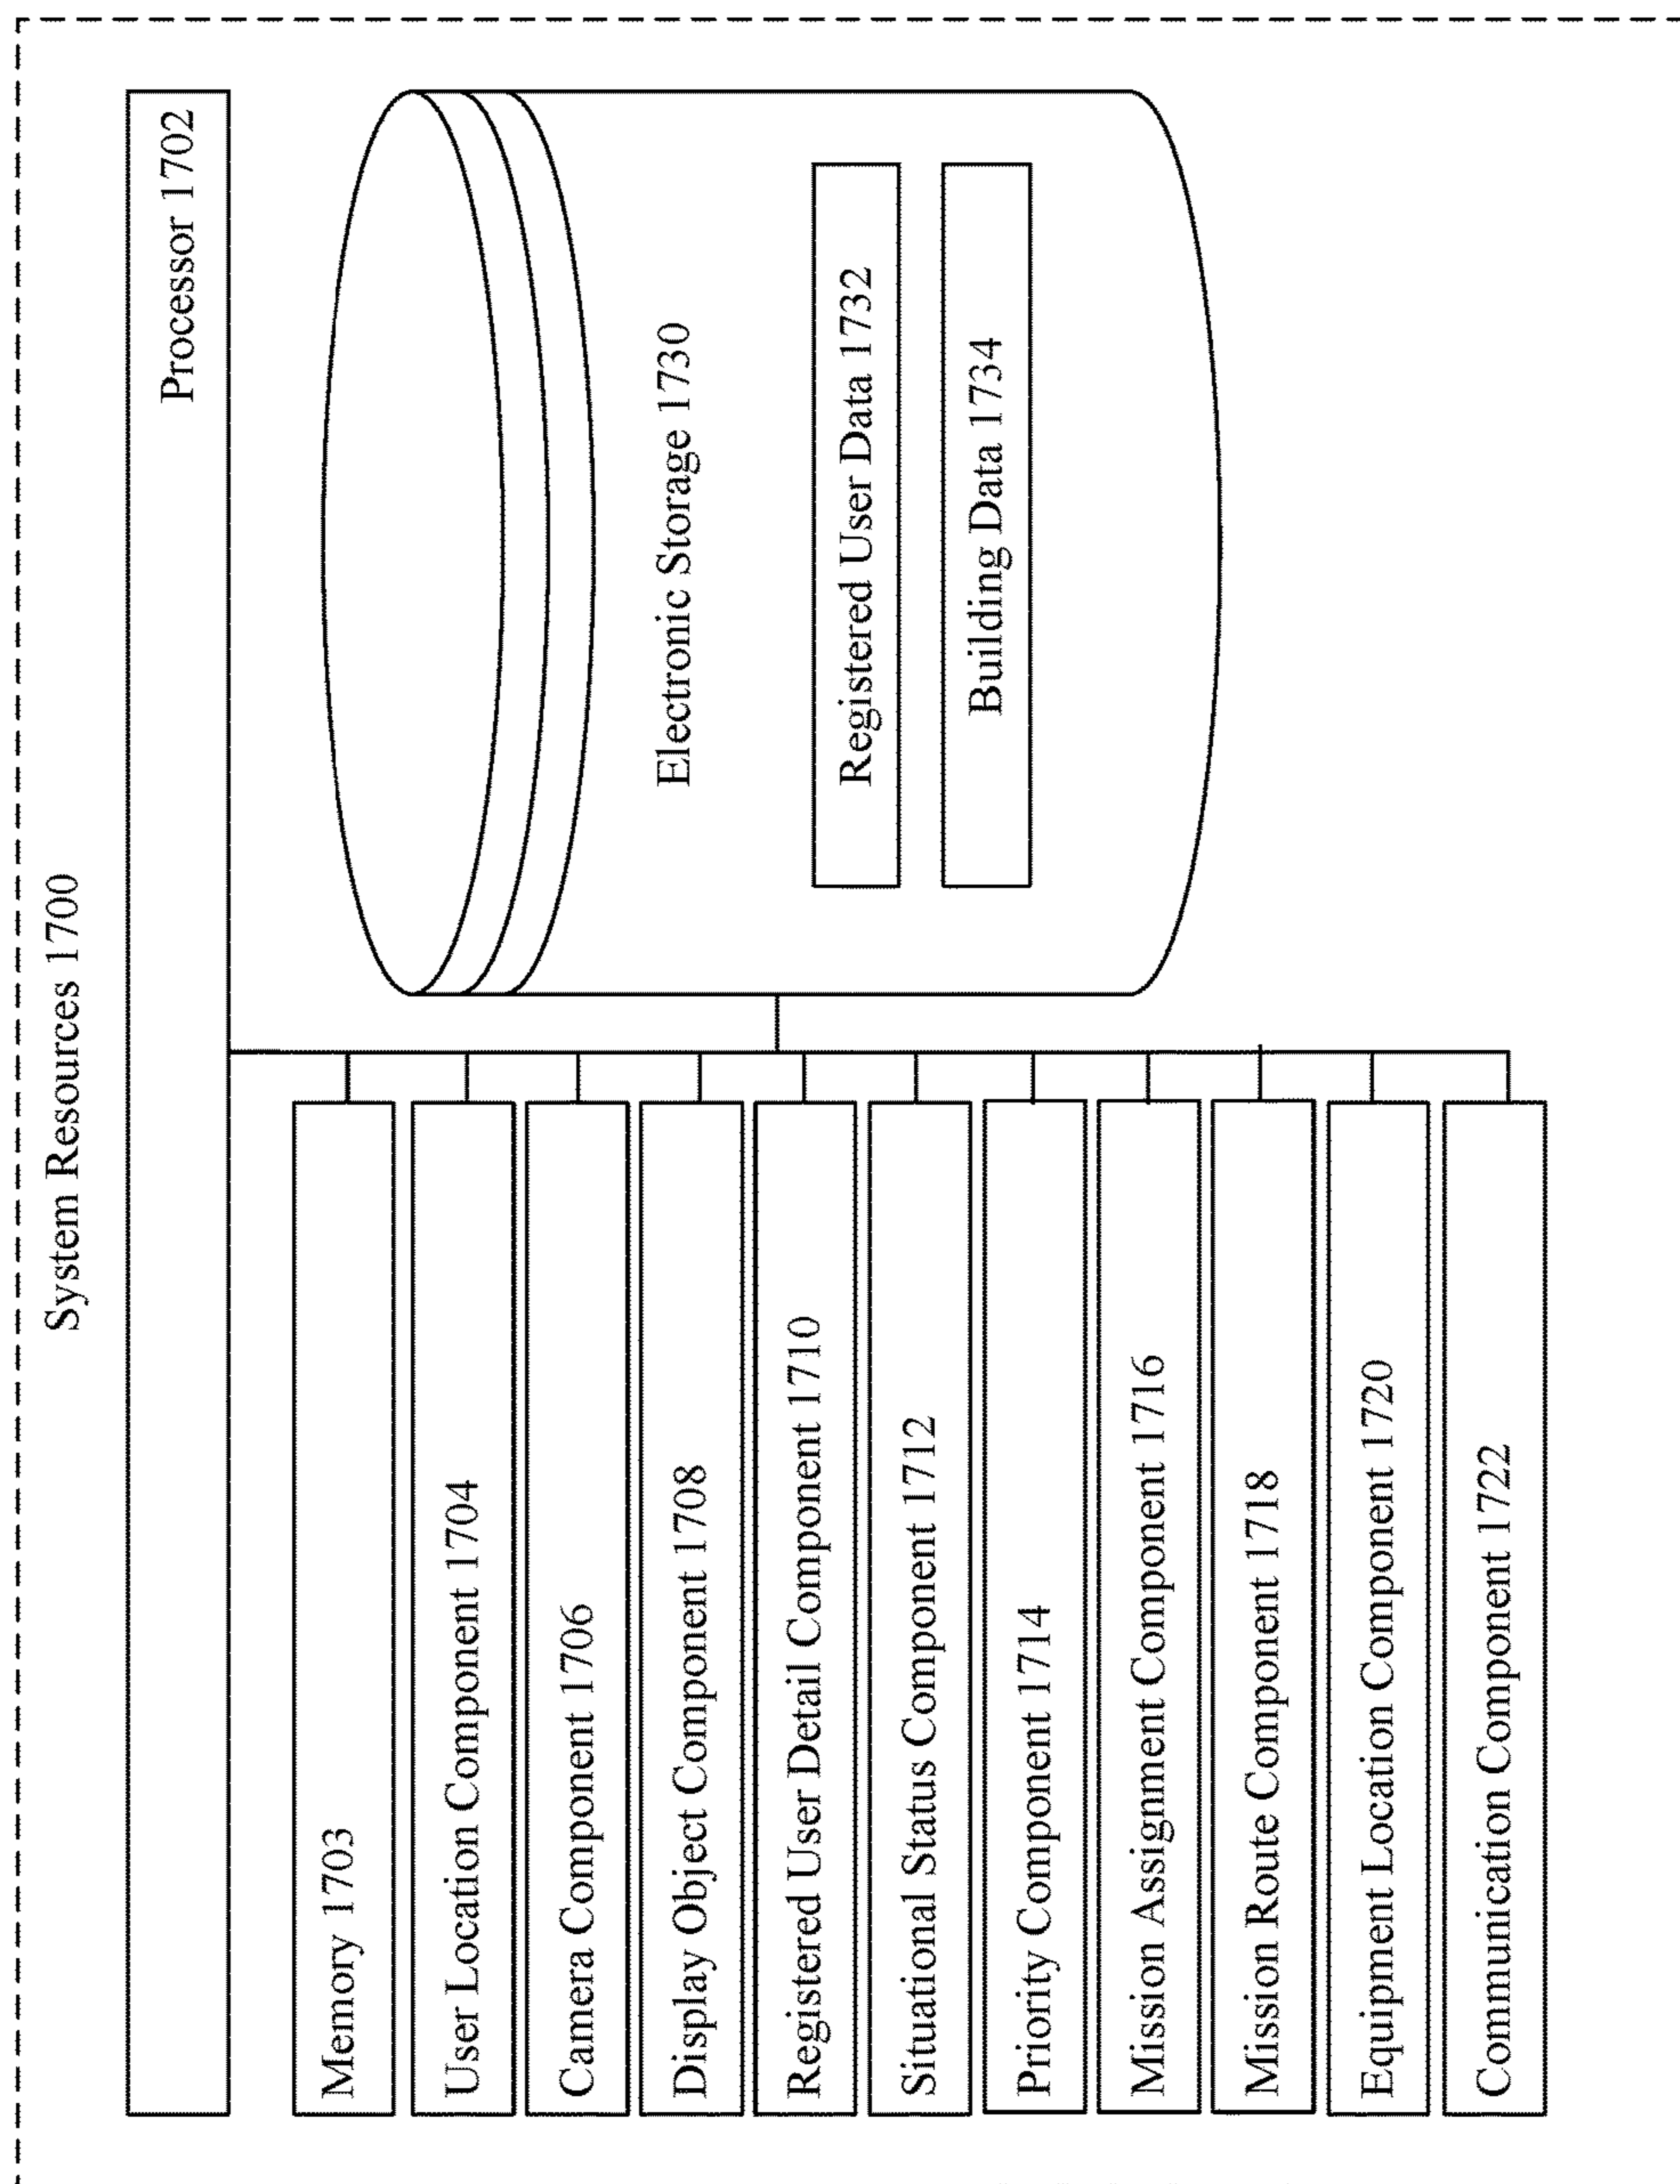 System Resources 1700
Processor 1702
Memory 1703
User Location Component 1704
Camera Component 1706
Display Object Component 1708
Registered User Detail Component 1710
Situational Status Component 1712
Priority Component 1714
Mission Assignment Component 1716
Mission Route Component 1718
Equipment Location Component 1720
Communication Component 1722
Electronic Storage 1730
Registered User Data 1732
Building Data 1734